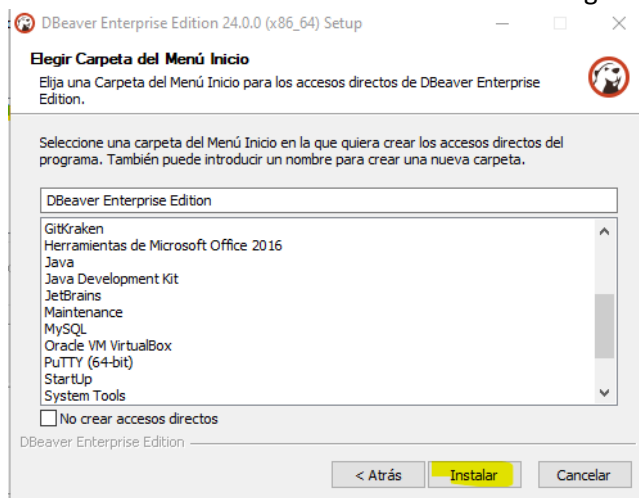 DBeaver Enterprise Edition 24.0.0 (x86_64) Setup
Elegir Carpeta del Menú Inicio
Elija una Carpeta del Menú Inicio para los accesos directos de DBeaver Enterprise
Edition.
Seleccione una carpeta del Menú Inicio en la que quiera crear los accesos directos del
programa. También puede introducir un nombre para crear una nueva carpeta.
DBeaver Enterprise Edition
GitKraken
Herramientas de Microsoft Office 2016
Java
Java Development Kit
JetBrains
Maintenance
MySQL
Oracle VM VirtualBox
PuTTY (64-bit)
StartUp
System Tools
No crear accesos directos
DBeaver Enterprise Edition
< Atrás Instalar Cancelar